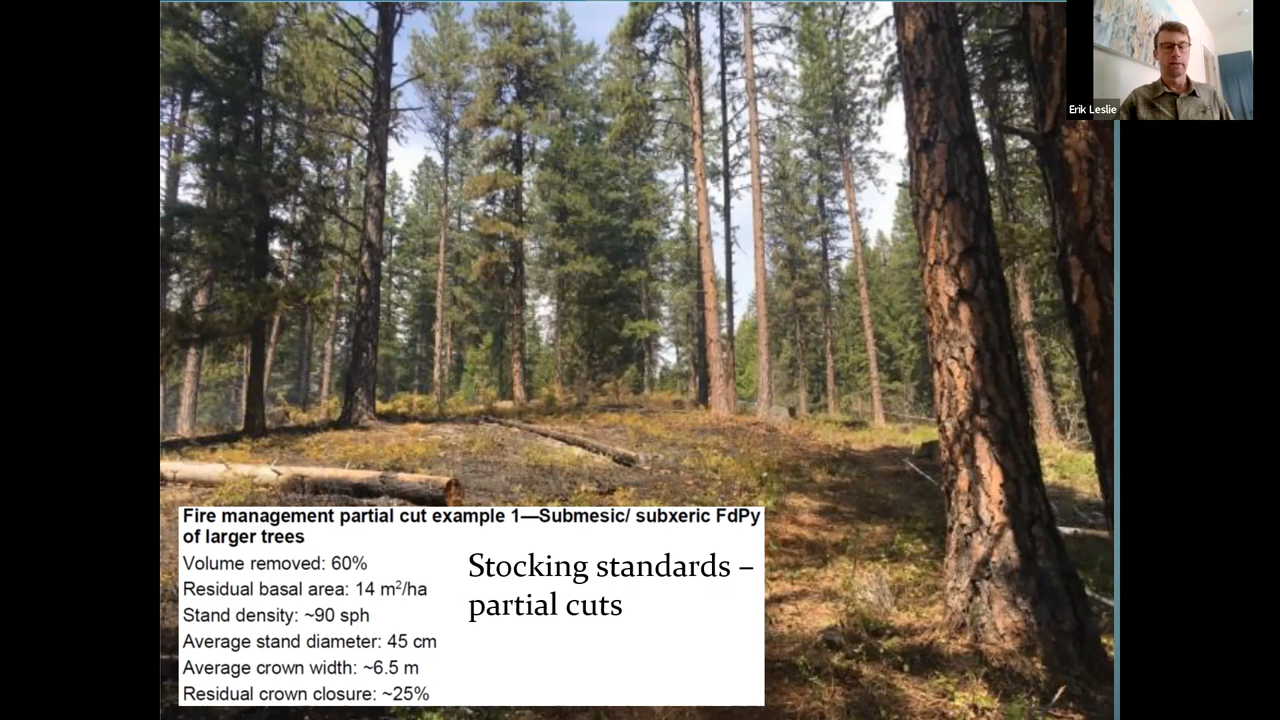 Erik Leslie
Fire management partial cut example 1—Submesic/ subxeric FdPy
of larger trees
Volume removed: 60%
Residual basal area: 14 m²/ha
Stand density: ~90 sph
Average stand diameter: 45 cm
Average crown width: ~6.5 m
Residual crown closure: ~25%
Stocking standards –
partial cuts